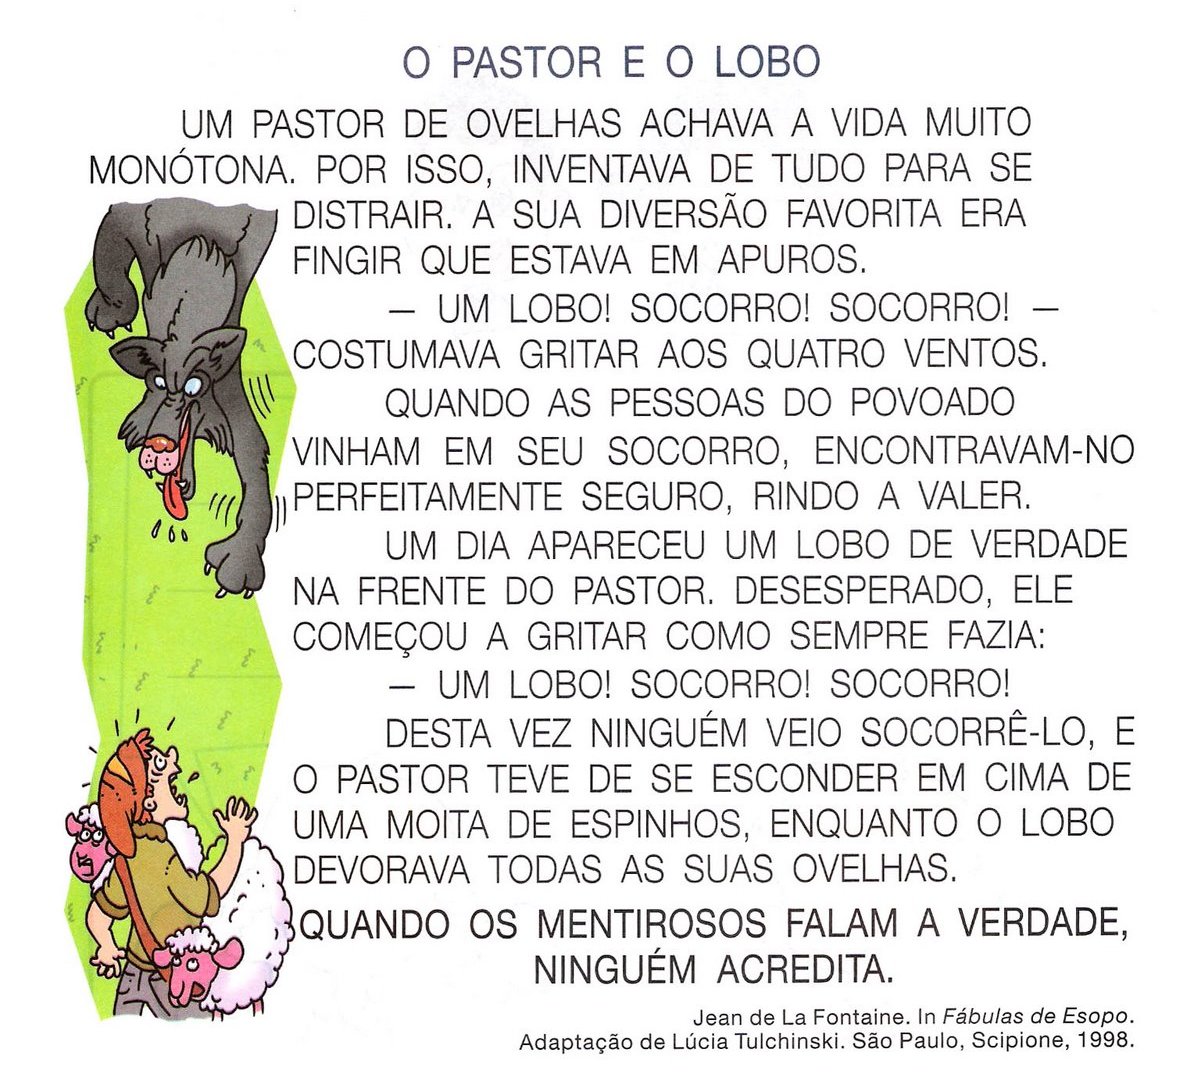 O PASTOR E O LOBO
UM PASTOR DE OVELHAS ACHAVA A VIDA MUITO
MONÓTONA. POR ISSO, INVENTAVA DE TUDO PARA SE
DISTRAIR. A SUA DIVERSÃO FAVORITA ERA
FINGIR QUE ESTAVA EM APUROS.
— UM LOBO! SOCORRO! SOCORRO! —
COSTUMAVA GRITAR AOS QUATRO VENTOS.
QUANDO AS PESSOAS DO POVOADO
VINHAM EM SEU SOCORRO, ENCONTRAVAM-NO
PERFEITAMENTE SEGURO, RINDO A VALER.
UM DIA APARECEU UM LOBO DE VERDADE
NA FRENTE DO PASTOR. DESESPERADO, ELE
COMEÇOU A GRITAR COMO SEMPRE FAZIA:
— UM LOBO! SOCORRO! SOCORRO!
DESTA VEZ NINGUÉM VEIO SOCORRÊ-LO, E
O PASTOR TEVE DE SE ESCONDER EM CIMA DE
UMA MOITA DE ESPINHOS, ENQUANTO O LOBO
DEVORAVA TODAS AS SUAS OVELHAS.
QUANDO OS MENTIROSOS FALAM A VERDADE,
NINGUÉM ACREDITA.
Jean de La Fontaine. In Fábulas de Esopo.
Adaptação de Lúcia Tulchinski. São Paulo, Scipione, 1998.